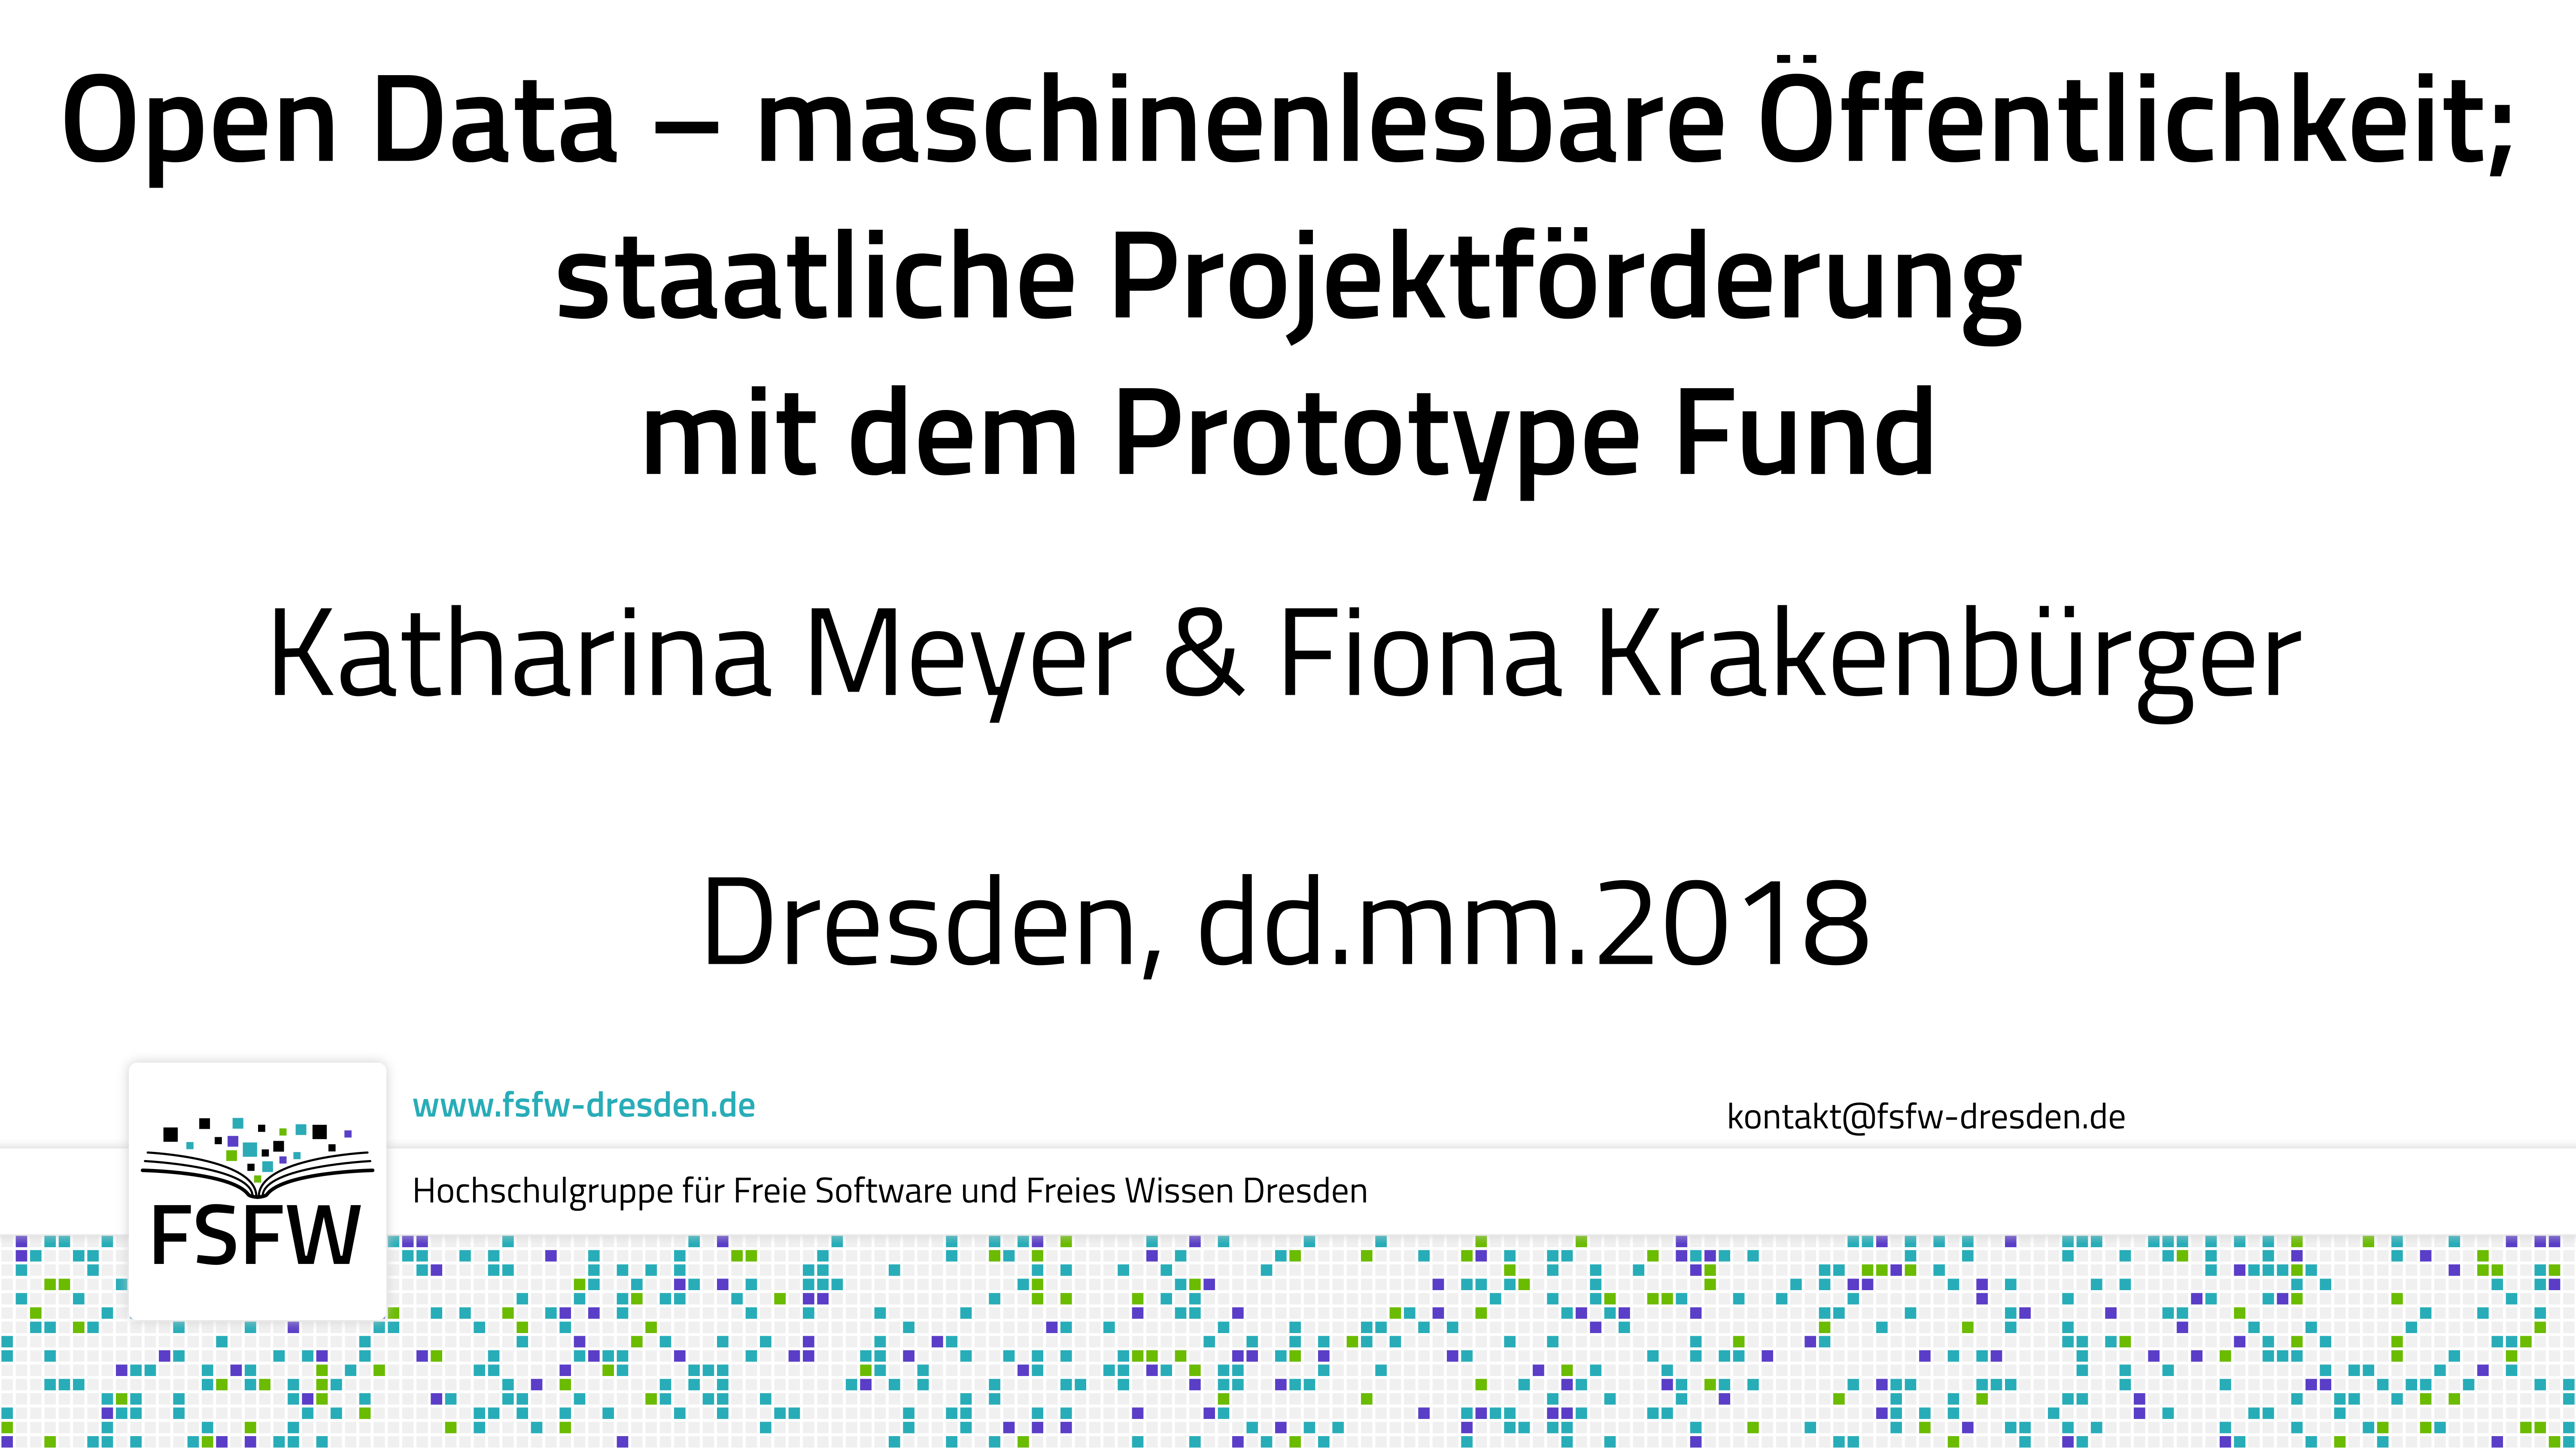 Open Data – maschinenlesbare Öffentlichkeit;
staatliche Projektförderung
mit dem Prototype Fund
Katharina Meyer & Fiona Krakenbürger
Dresden, dd.mm.2018
www.fsfw-dresden.de
kontakt@fsfw-dresden.de
Hochschulgruppe für Freie Software und Freies Wissen Dresden
FSFW